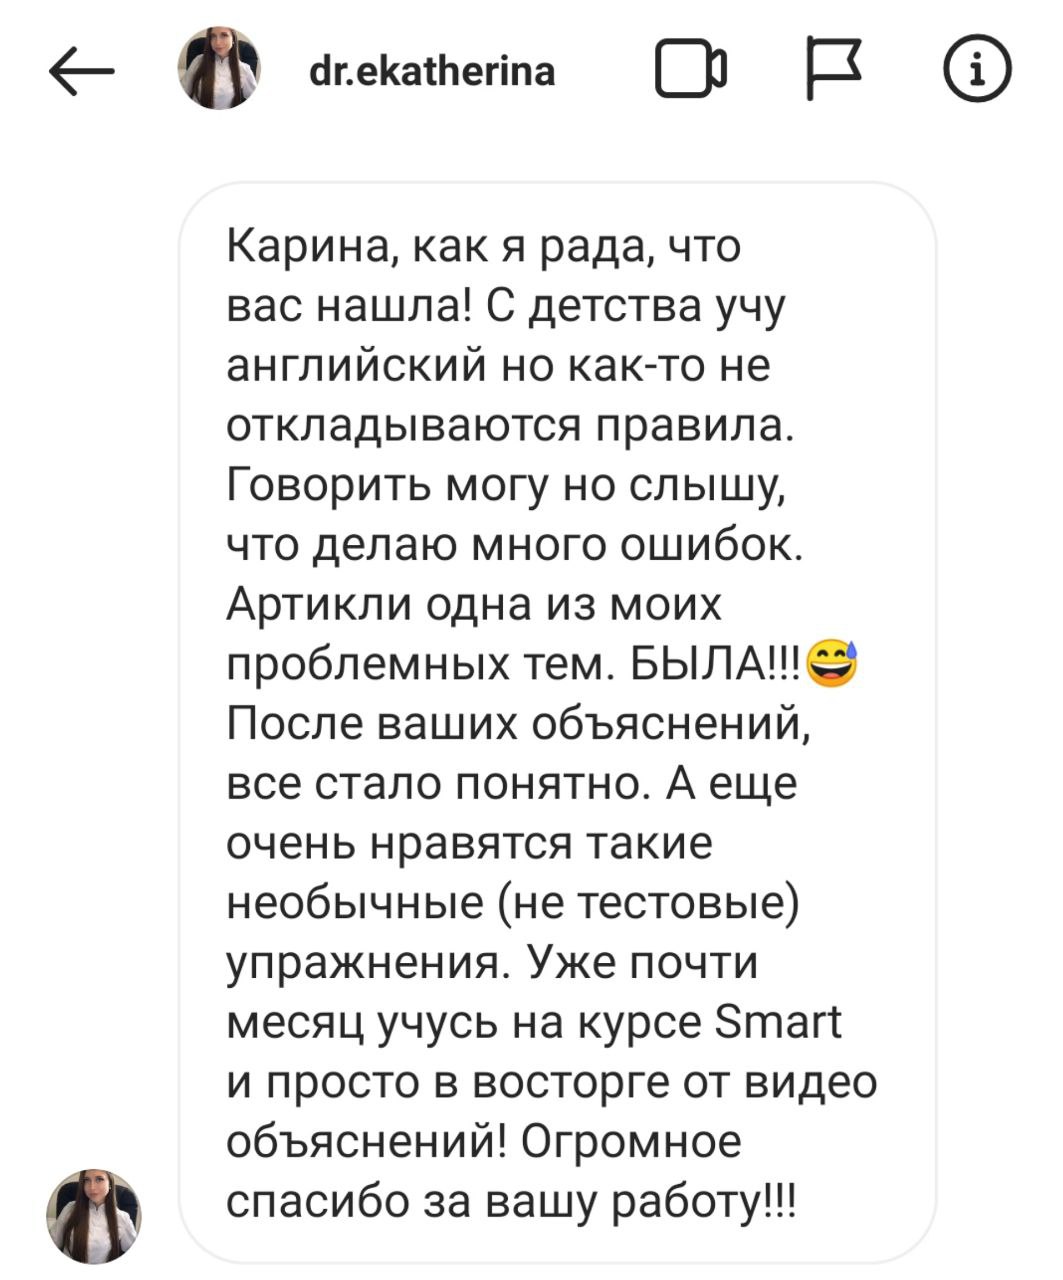 dr.ekatherina
Карина, как я рада, что
вас нашла! С детства учу
английский но как-то не
откладываются правила.
Говорить могу но слышу,
что делаю много ошибок.
Артикли одна из моих
проблемных тем. БЫЛА!!!😅
После ваших объяснений,
все стало понятно. А еще
очень нравятся такие
необычные (не тестовые)
упражнения. Уже почти
месяц учусь на курсе Smart
и просто в восторге от видео
объяснений! Огромное
спасибо за вашу работу!!!